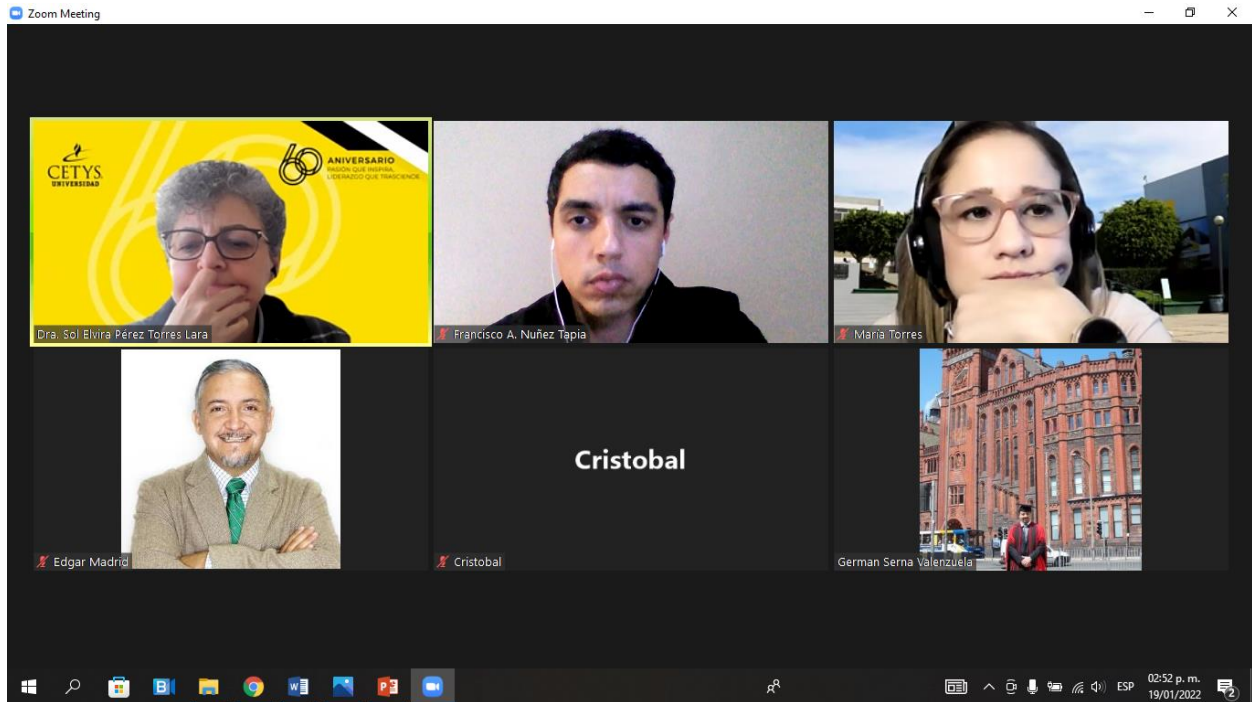 Zoom Meeting
CETYS
UNIVERSIDAD
60
ANIVERSARIO
PASIÓN QUE INSPIRA,
LIDERAZGO QUE TRASCIENDE.
Dra. Sol Elvira Pérez Torres Lara
Francisco A. Nuñez Tapia
Maria Torres
Edgar Madrid
Cristobal
Cristobal
German Serna Valenzuela
ESP
02:52 p. m.
19/01/2022
2